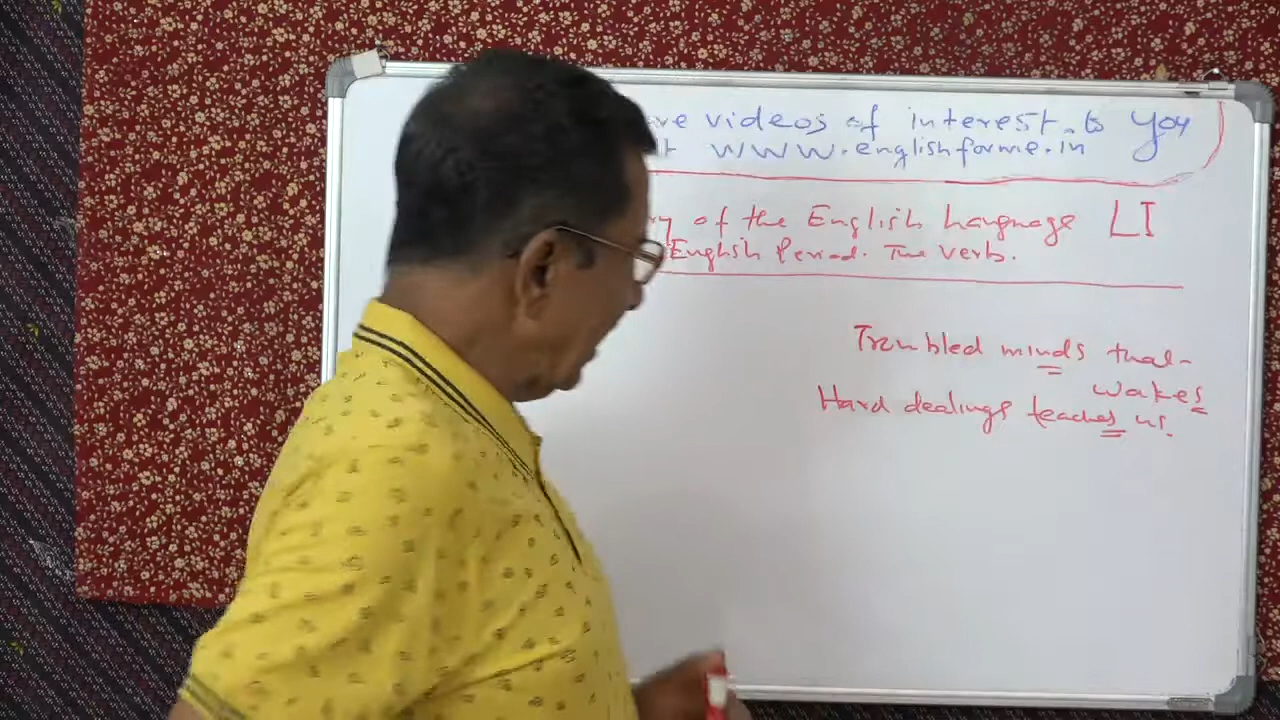 videos of interest to you
www.englishforme.in
of the English Language LI
English Period. The verb.
Troubled minds that
wakes
Hard dealings teaches us.